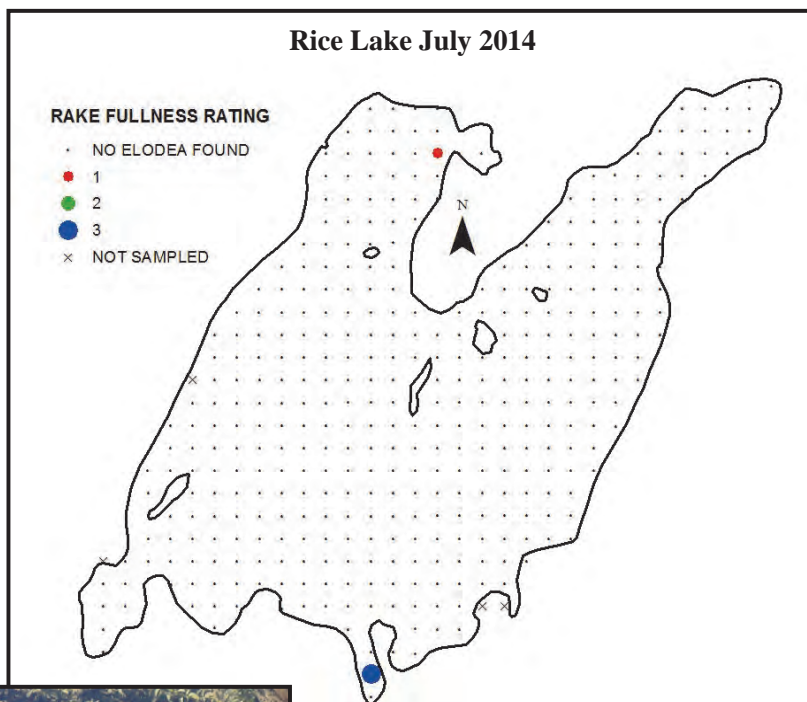 Rice Lake July 2014
RAKE FULLNESS RATING
NO ELODEA FOUND
1
2
3
NOT SAMPLED
N